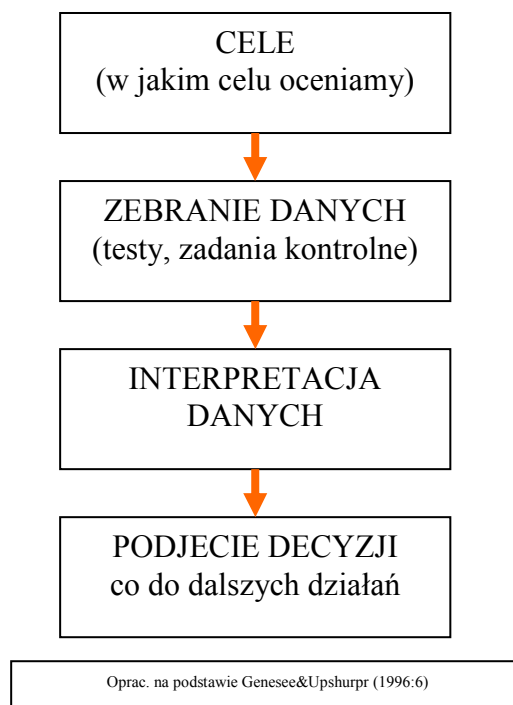 CELE
(w jakim celu oceniamy)
ZEBRANIE DANYCH
(testy, zadania kontrolne)
INTERPRETACJA
DANYCH
PODJECIE DECYZJI
co do dalszych działań
Oprac. na podstawie Genesee&Upshurpr (1996:6)